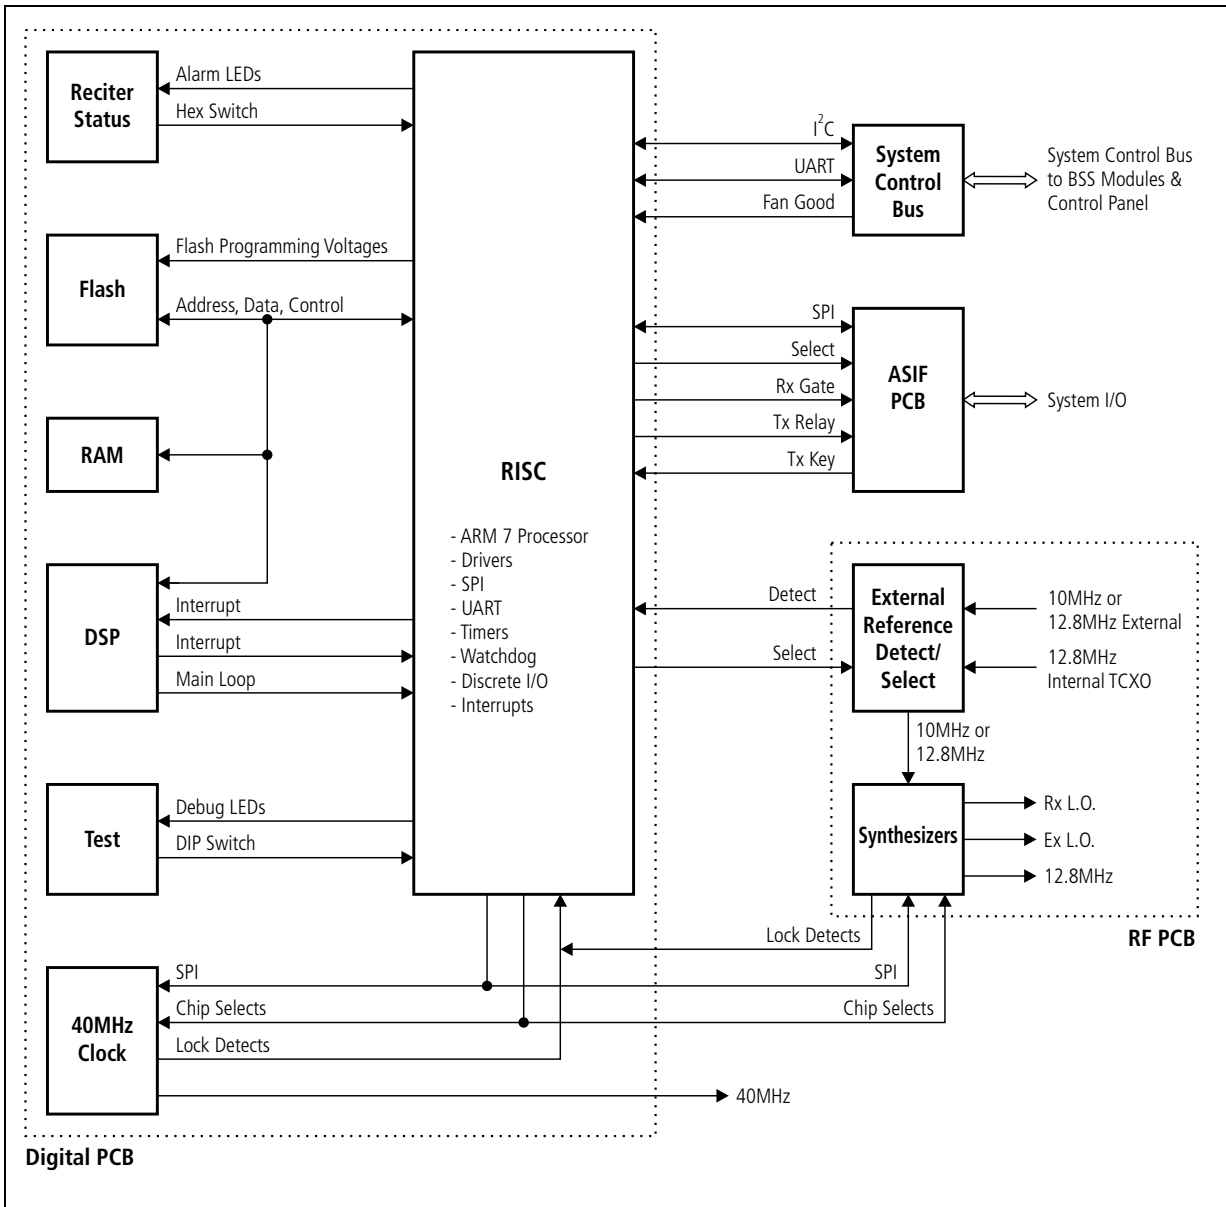 Reciter
Status
Alarm LEDs
Hex Switch
Flash
Flash Programming Voltages
Address, Data, Control
RAM
DSP
Interrupt
Interrupt
Main Loop
Test
Debug LEDs
DIP Switch
40MHz
Clock
SPI
Chip Selects
Lock Detects
40MHz
Digital PCB
RISC
- ARM 7 Processor
- Drivers
- SPI
- UART
- Timers
- Watchdog
- Discrete I/O
- Interrupts
I²C
UART
Fan Good
System
Control
Bus
System Control Bus
to BSS Modules &
Control Panel
SPI
Select
Rx Gate
Tx Relay
Tx Key
ASIF
PCB
System I/O
Detect
Select
External
Reference
Detect/
Select
10MHz or
12.8MHz External
12.8MHz
Internal TCXO
10MHz or
12.8MHz
Synthesizers
Rx L.O.
Ex L.O.
12.8MHz
RF PCB
Lock Detects
SPI
Chip Selects